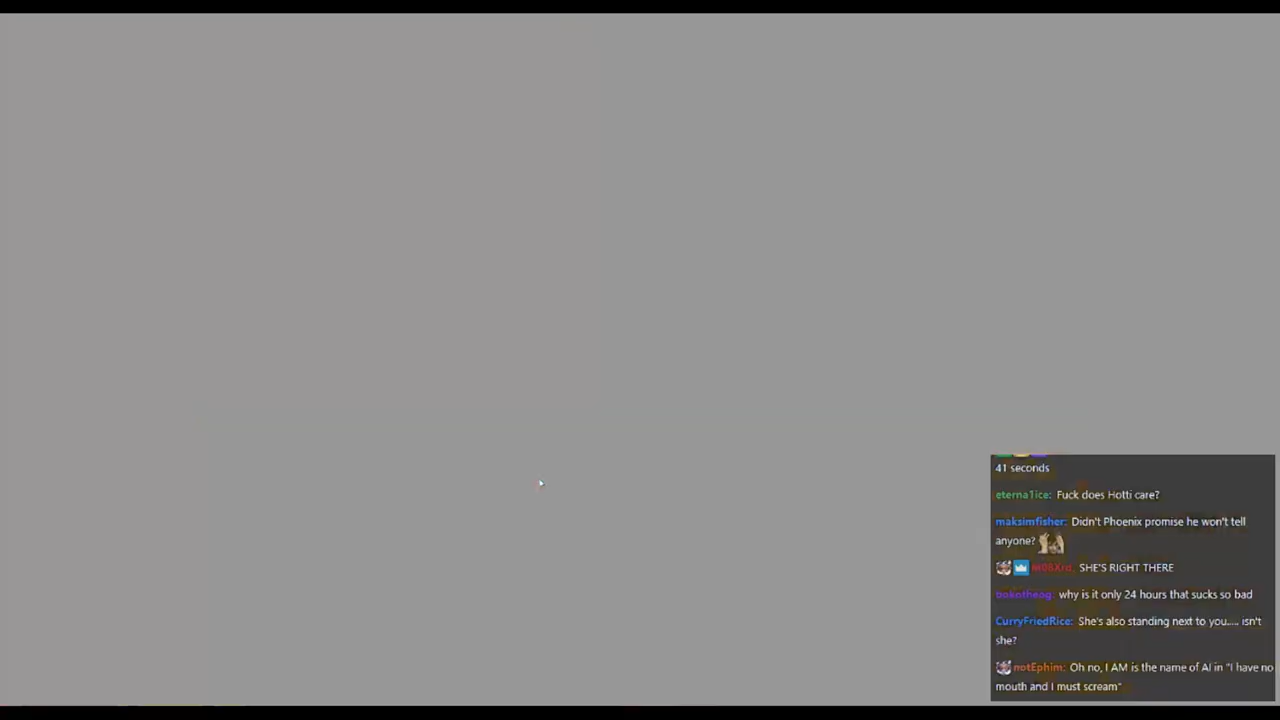 41 seconds
eterna1ice: Fuck does Hotti care?
maksimfisher: Didn't Phoenix promise he won't tell
anyone?
SHE'S RIGHT THERE
why is it only 24 hours that sucks so bad
CurryFriedRice: She's also standing next to you..... isn't
she?
notEphim: Oh no, I AM is the name of AI in "I have no
mouth and I must scream"